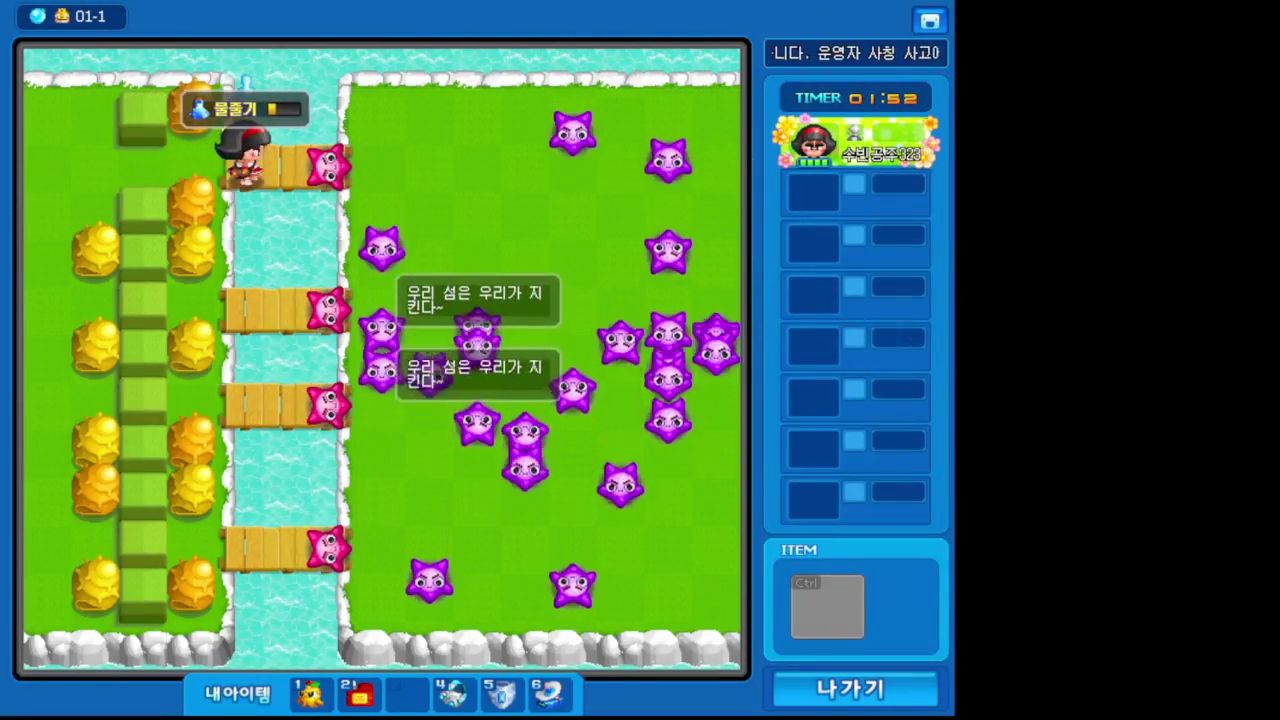 01-1
니다. 운영자 사칭 사고
TIMER 01:52
물줄기
수빈공주323
우리 섬은 우리가 지
킨다~
우리 섬은 우리가 지
킨다~
ITEM
Ctrl
내 아이템
1
2
4
5
6
나가기